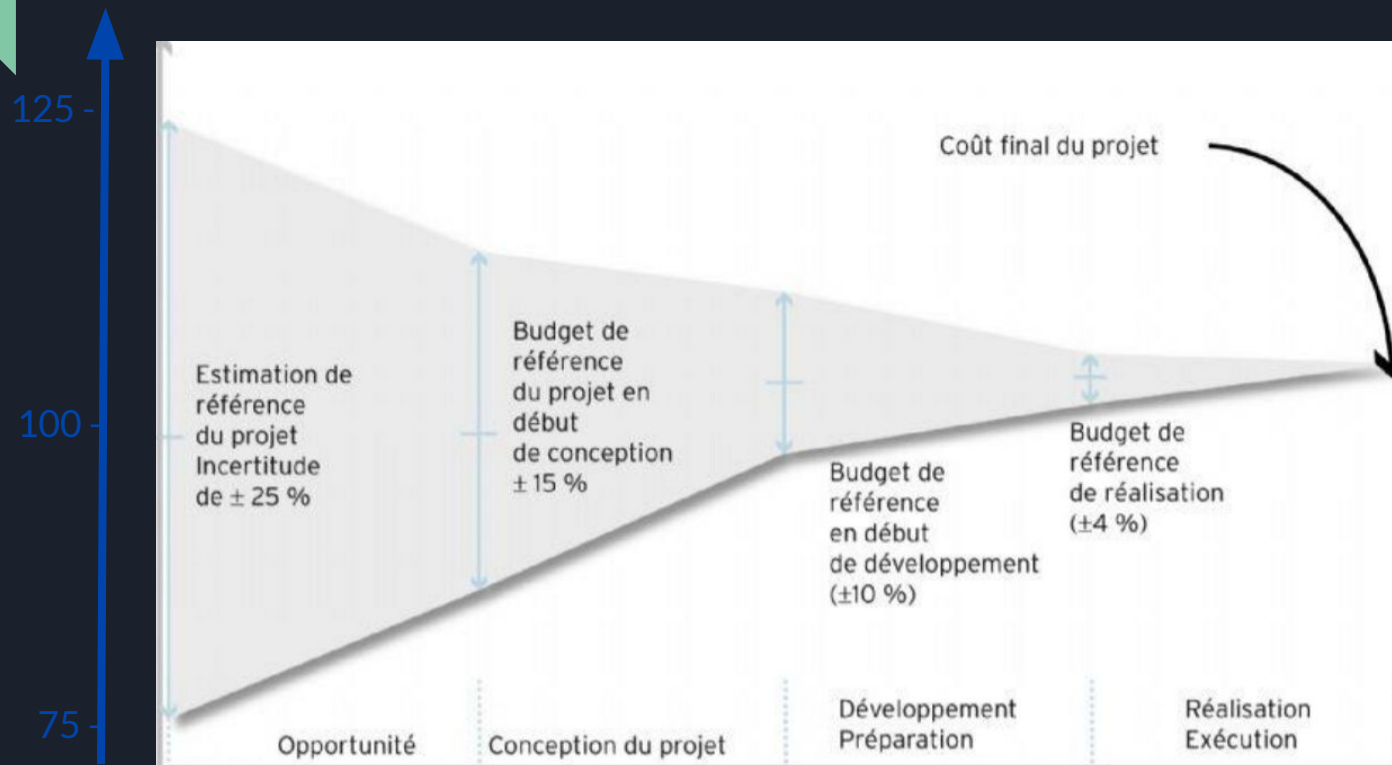 125 -
100 -
75 -
Coût final du projet
Estimation de
référence
du projet
Incertitude
de ± 25 %
Budget de
référence
du projet en
début
de conception
± 15 %
Budget de
référence
en début
de développement
(±10 %)
Budget de
référence
de réalisation
(±4 %)
Opportunité
Conception du projet
Développement
Préparation
Réalisation
Exécution